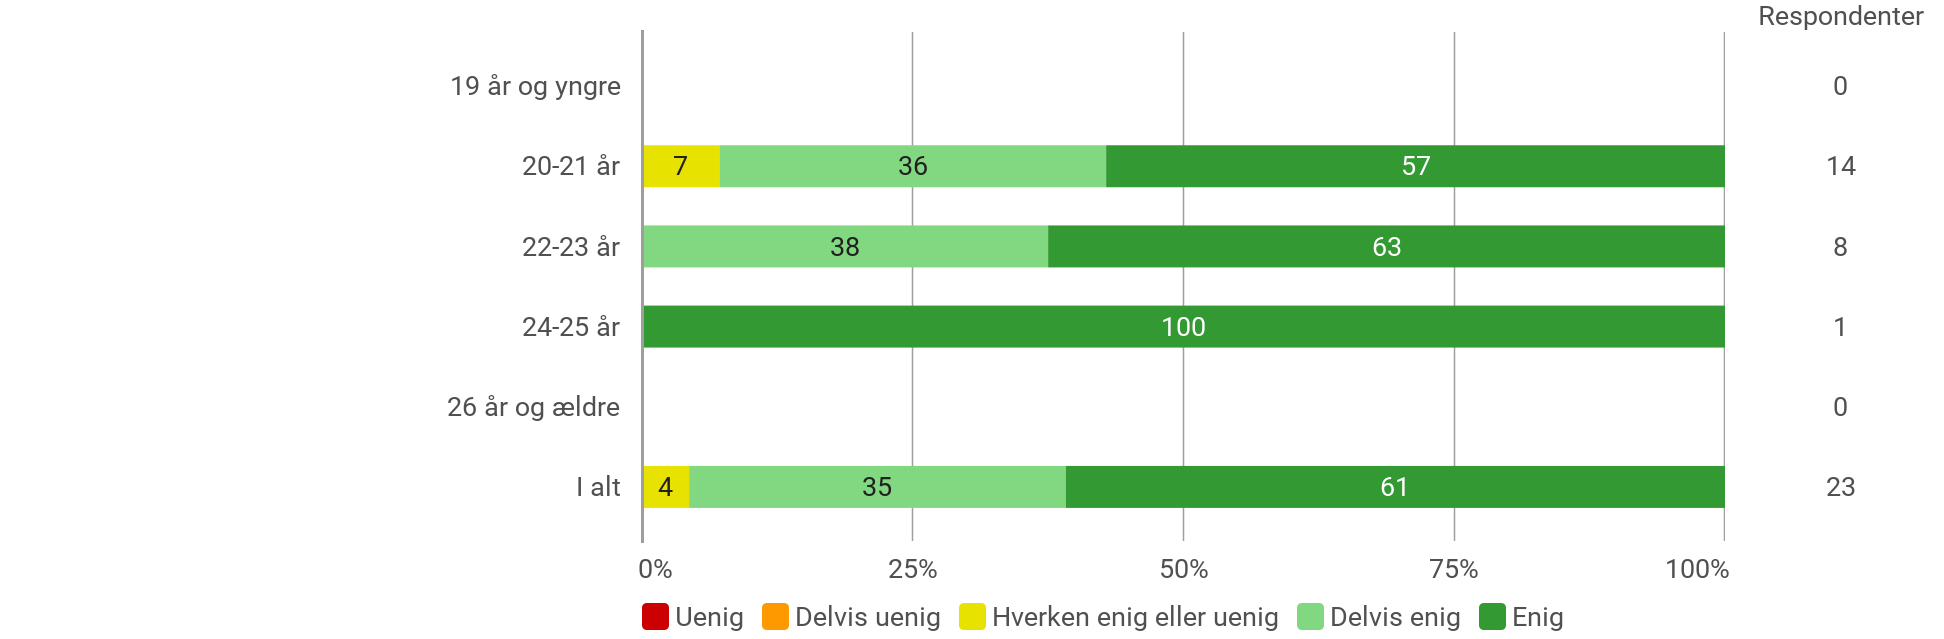 Respondenter
19 år og yngre 0
20-21 år 7 36 57 14
22-23 år 38 63 8
24-25 år 100 1
26 år og ældre 0
I alt 4 35 61 23
0% 25% 50% 75% 100%
Uenig Delvis uenig Hverken enig eller uenig Delvis enig Enig